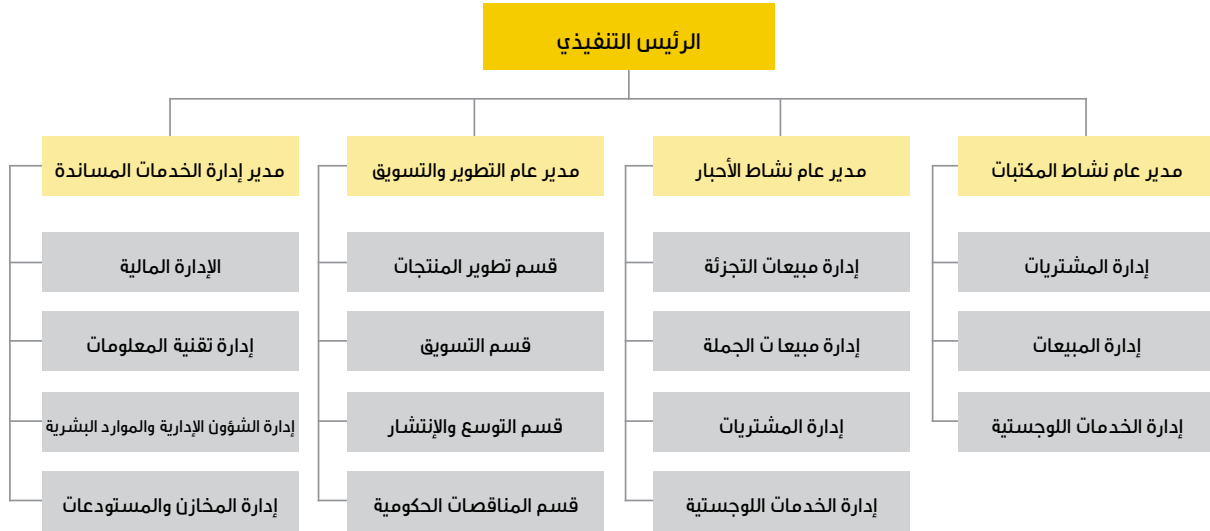 الرئيس التنفيذي
مدير عام نشاط المكتبات
إدارة المشتريات
إدارة المبيعات
إدارة الخدمات اللوجستية
مدير عام نشاط الأحبار
إدارة مبيعات التجزئة
إدارة مبيعا ت الجملة
إدارة المشتريات
إدارة الخدمات اللوجستية
مدير عام التطوير والتسويق
قسم تطوير المنتجات
قسم التسويق
قسم التوسع والإنتشار
قسم المناقصات الحكومية
مدير إدارة الخدمات المساندة
الإدارة المالية
إدارة تقنية المعلومات
إدارة الشؤون الإدارية والموارد البشرية
إدارة المخازن والمستودعات